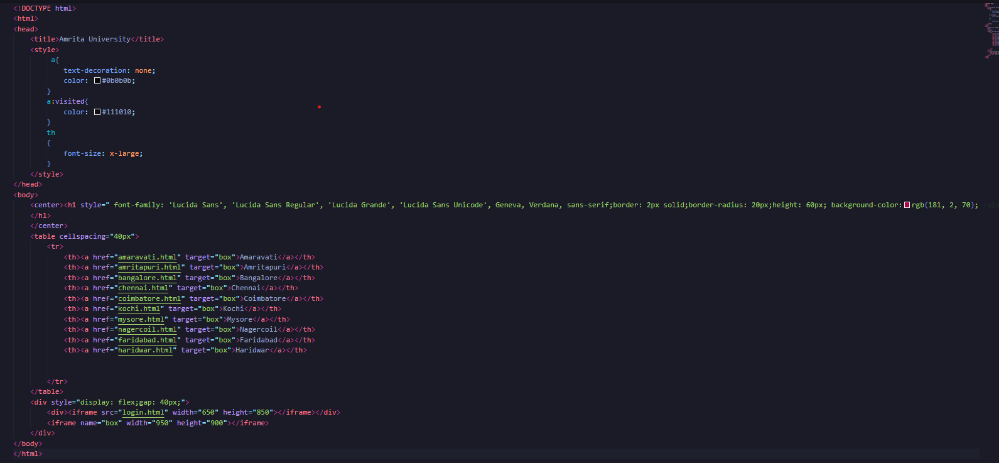 <!DOCTYPE html>
<html>
<head>
    <title>Amrita University</title>
    <style>
         a{
            text-decoration: none;
            color: #0b0b0b;
        }
        a:visited{
            color: #111010;
        }
        th
        {
            font-size: x-large;
        }
    </style>
</head>
<body>
    <center><h1 style=" font-family: 'Lucida Sans', 'Lucida Sans Regular', 'Lucida Grande', 'Lucida Sans Unicode', Geneva, Verdana, sans-serif;border: 2px solid;border-radius: 20px;height: 60px; background-color: rgb(181, 2, 70);
    </h1>
    </center>
    <table cellspacing="40px">
        <tr>
            <th><a href="amaravati.html" target="box">Amaravati</a></th>
            <th><a href="amritapuri.html" target="box">Amritapuri</a></th>
            <th><a href="bangalore.html" target="box">Bangalore</a></th>
            <th><a href="chennai.html" target="box">Chennai</a></th>
            <th><a href="coimbatore.html" target="box">Coimbatore</a></th>
            <th><a href="kochi.html" target="box">Kochi</a></th>
            <th><a href="mysore.html" target="box">Mysore</a></th>
            <th><a href="nagercoil.html" target="box">Nagercoil</a></th>
            <th><a href="faridabad.html" target="box">Faridabad</a></th>
            <th><a href="haridwar.html" target="box">Haridwar</a></th>
        </tr>
    </table>
    <div style="display: flex;gap: 40px;">
        <div><iframe src="login.html" width="650" height="850"></iframe></div>
        <iframe name="box" width="950" height="900"></iframe>
    </div>
</body>
</html>